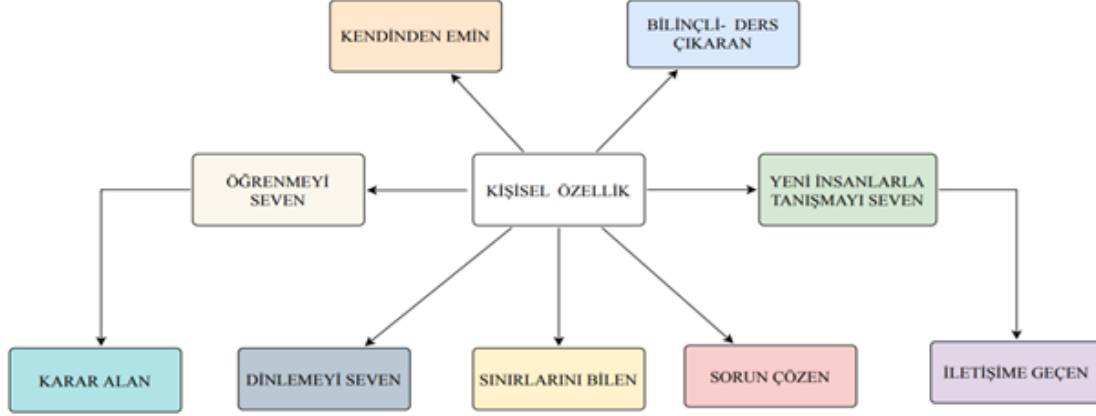 KENDİNDEN EMİN
BİLİNÇLİ- DERS
ÇIKARAN
ÖĞRENMEYİ
SEVEN
KİŞİSEL ÖZELLİK
YENİ İNSANLARLA
TANIŞMAYI SEVEN
KARAR ALAN
DİNLEMEYİ SEVEN
SINIRLARINI BİLEN
SORUN ÇÖZEN
İLETİŞİME GEÇEN